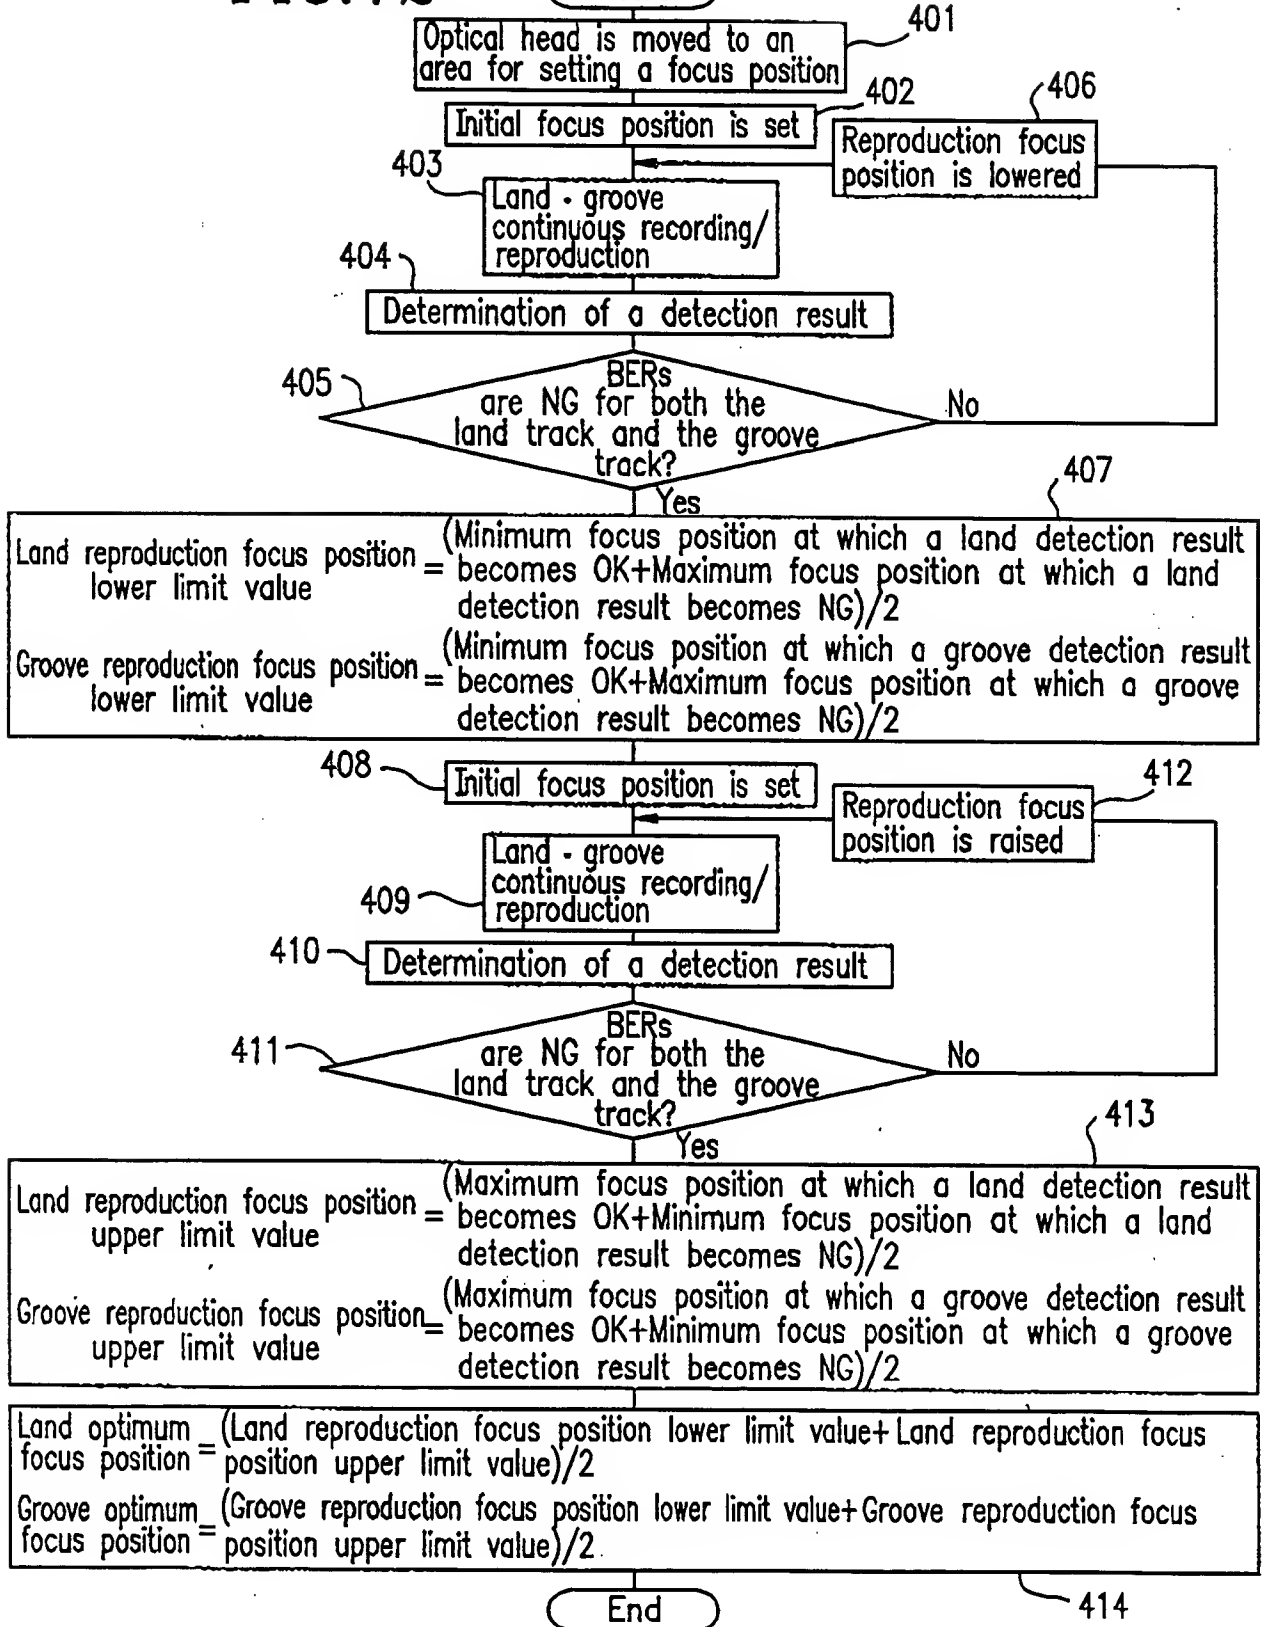 401
Optical head is moved to an
area for setting a focus position
402
Initial focus position is set
406
Reproduction focus
position is lowered
403
Land - groove
continuous recording/
reproduction
404
Determination of a detection result
405
BERs
are NG for both the
land track and the groove
track?
No
Yes
407
Land reproduction focus position
lower limit value
=
(Minimum focus position at which a land detection result
becomes OK+Maximum focus position at which a land
detection result becomes NG)/2
Groove reproduction focus position
lower limit value
=
(Minimum focus position at which a groove detection result
becomes OK+Maximum focus position at which a groove
detection result becomes NG)/2
408
Initial focus position is set
412
Reproduction focus
position is raised
Land - groove
continuous recording/
reproduction
409
410
Determination of a detection result
411
BERs
are NG for both the
land track and the groove
track?
No
Yes
413
Land reproduction focus position
upper limit value
=
(Maximum focus position at which a land detection result
becomes OK+Minimum focus position at which a land
detection result becomes NG)/2
Groove reproduction focus position
upper limit value
=
(Maximum focus position at which a groove detection result
becomes OK+Minimum focus position at which a groove
detection result becomes NG)/2
Land optimum
focus position
=
(Land reproduction focus position lower limit value+Land reproduction focus
position upper limit value)/2
Groove optimum
focus position
=
(Groove reproduction focus position lower limit value+Groove reproduction focus
position upper limit value)/2
414
End